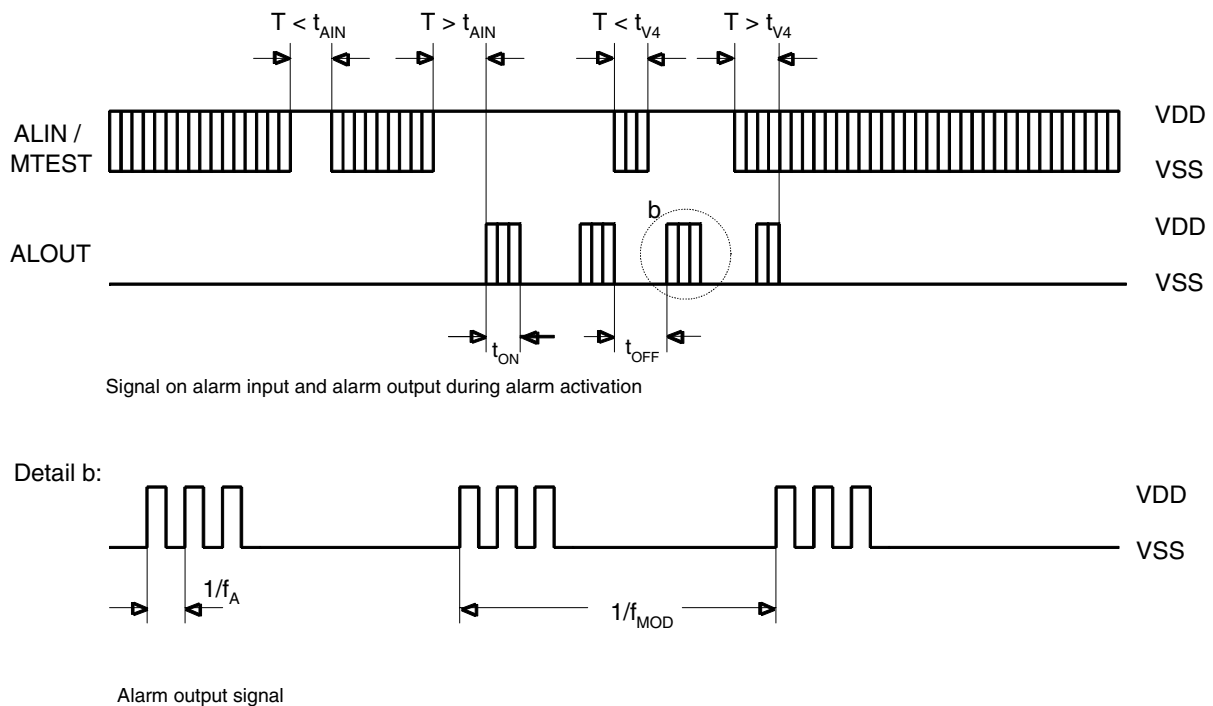 T < tAIN T > tAIN T < tV4 T > tV4
ALIN /
MTEST
VDD
VSS
b
ALOUT
VDD
VSS
tON tOFF
Signal on alarm input and alarm output during alarm activation
Detail b:
VDD
VSS
1/fA
1/fMOD
Alarm output signal